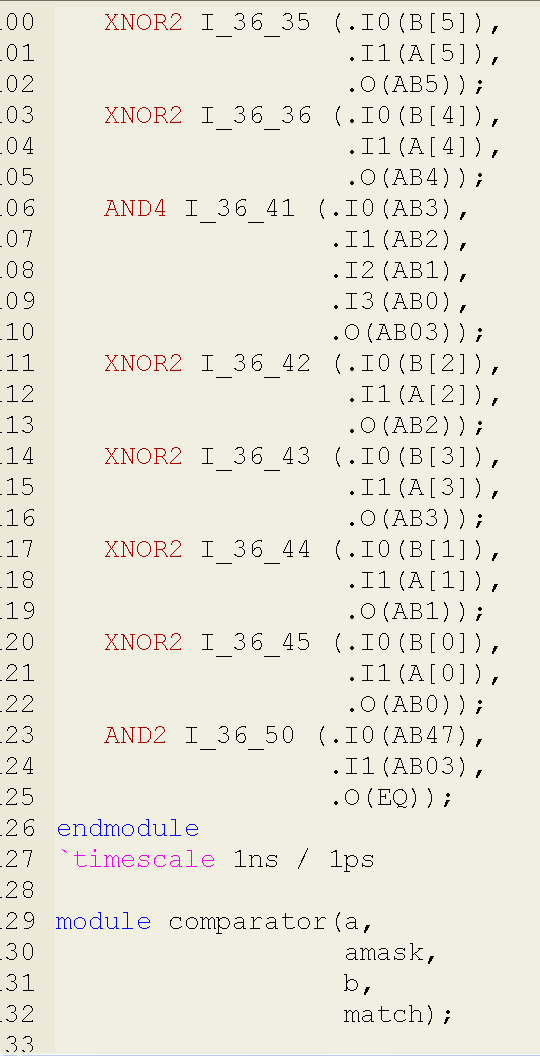 00 XNOR2 I_36_35 (.I0(B[5]),
01 .I1(A[5]),
02 .O(AB5));
03 XNOR2 I_36_36 (.I0(B[4]),
04 .I1(A[4]),
05 .O(AB4));
06 AND4 I_36_41 (.I0(AB3),
07 .I1(AB2),
08 .I2(AB1),
09 .I3(AB0),
10 .O(AB03));
11 XNOR2 I_36_42 (.I0(B[2]),
12 .I1(A[2]),
13 .O(AB2));
14 XNOR2 I_36_43 (.I0(B[3]),
15 .I1(A[3]),
16 .O(AB3));
17 XNOR2 I_36_44 (.I0(B[1]),
18 .I1(A[1]),
19 .O(AB1));
20 XNOR2 I_36_45 (.I0(B[0]),
21 .I1(A[0]),
22 .O(AB0));
23 AND2 I_36_50 (.I0(AB47),
24 .I1(AB03),
25 .O(EQ));
26 endmodule
27 `timescale 1ns / 1ps
28
29 module comparator(a,
30 amask,
31 b,
32 match);
33